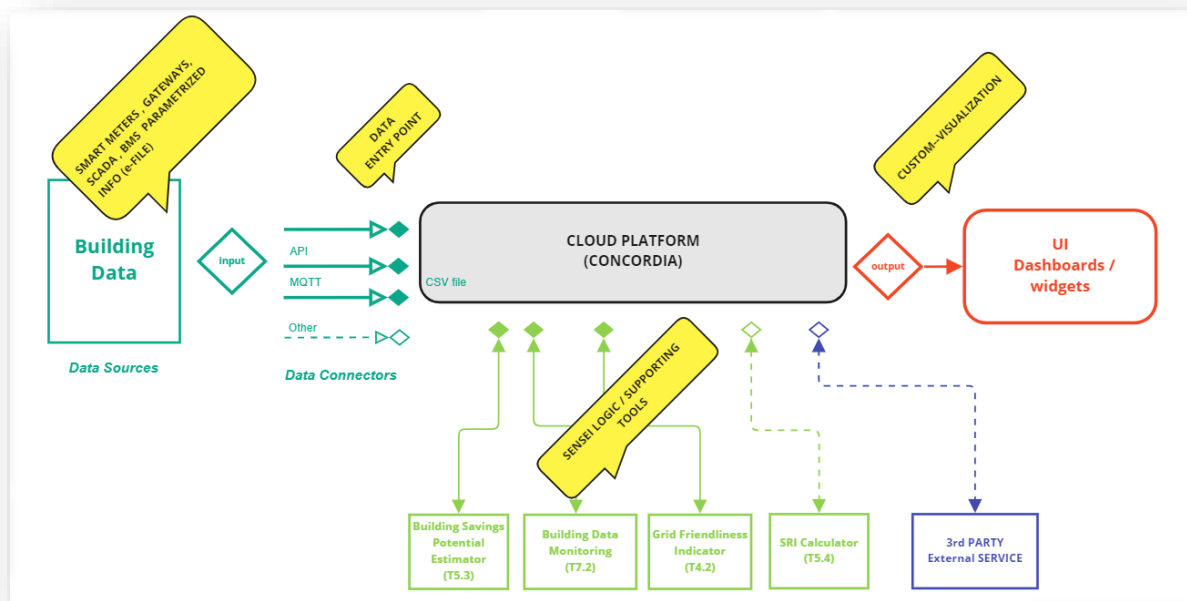 SMART METERS , GATEWAYS,
SCADA , BMS PARAMETRIZED
INFO (e-FILE)
DATA
ENTRY POINT
CUSTOM--VISUALIZATION
Building
Data
input
API
MQTT
CSV file
Other
CLOUD PLATFORM
(CONCORDIA)
output
UI
Dashboards /
widgets
Data Sources
Data Connectors
SENSEI LOGIC / SUPPORTING
TOOLS
Building Savings
Potential
Estimator
(T5.3)
Building Data
Monitoring
(T7.2)
Grid Friendliness
Indicator
(T4.2)
SRI Calculator
(T5.4)
3rd PARTY
External SERVICE